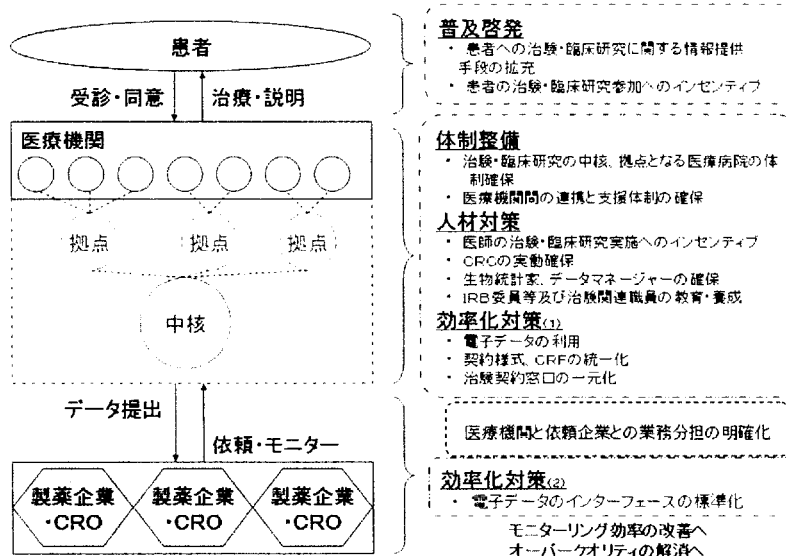 患者
受診・同意
治療・説明
医療機関
拠点
拠点
拠点
中核
データ提出
依頼・モニター
製薬企業
・CRO
製薬企業
・CRO
製薬企業
・CRO
普及啓発
・ 患者への治験・臨床研究に関する情報提供
手段の拡充
・ 患者の治験・臨床研究参加へのインセンティブ
体制整備
・ 治験・臨床研究の中核、拠点となる医療病院の体
制確保
・ 医療機関間の連携と支援体制の確保
人材対策
・ 医師の治験・臨床研究実施へのインセンティブ
・ CRCの実働確保
・ 生物統計家、データマネージャーの確保
・ IRB委員等及び治験関連職員の教育・養成
効率化対策(1)
・ 電子データの利用
・ 契約様式、CRFの統一化
・ 治験契約窓口の一元化
医療機関と依頼企業との業務分担の明確化
効率化対策(2)
・ 電子データのインターフェースの標準化
モニターリング効率の改善へ
オーバークオリティの解消へ